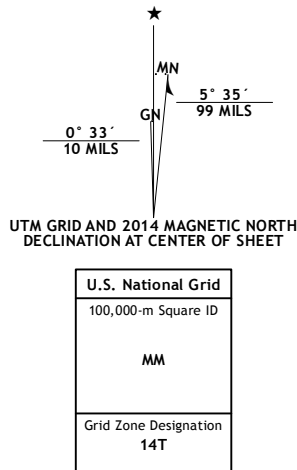 MN
GN
5° 35´
99 MILS
0° 33´
10 MILS
UTM GRID AND 2014 MAGNETIC NORTH
DECLINATION AT CENTER OF SHEET
U.S. National Grid
100,000-m Square ID
MM
Grid Zone Designation
14T